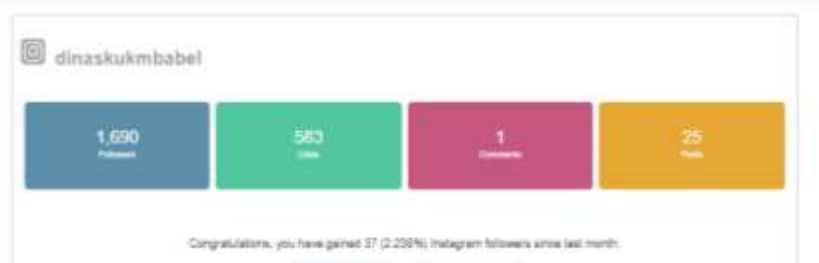 dinaskukmbabel
1,690
Followers
583
Likes
1
Comments
25
Posts
Congratulations, you have gained 37 (2.238%) Instagram followers since last month.